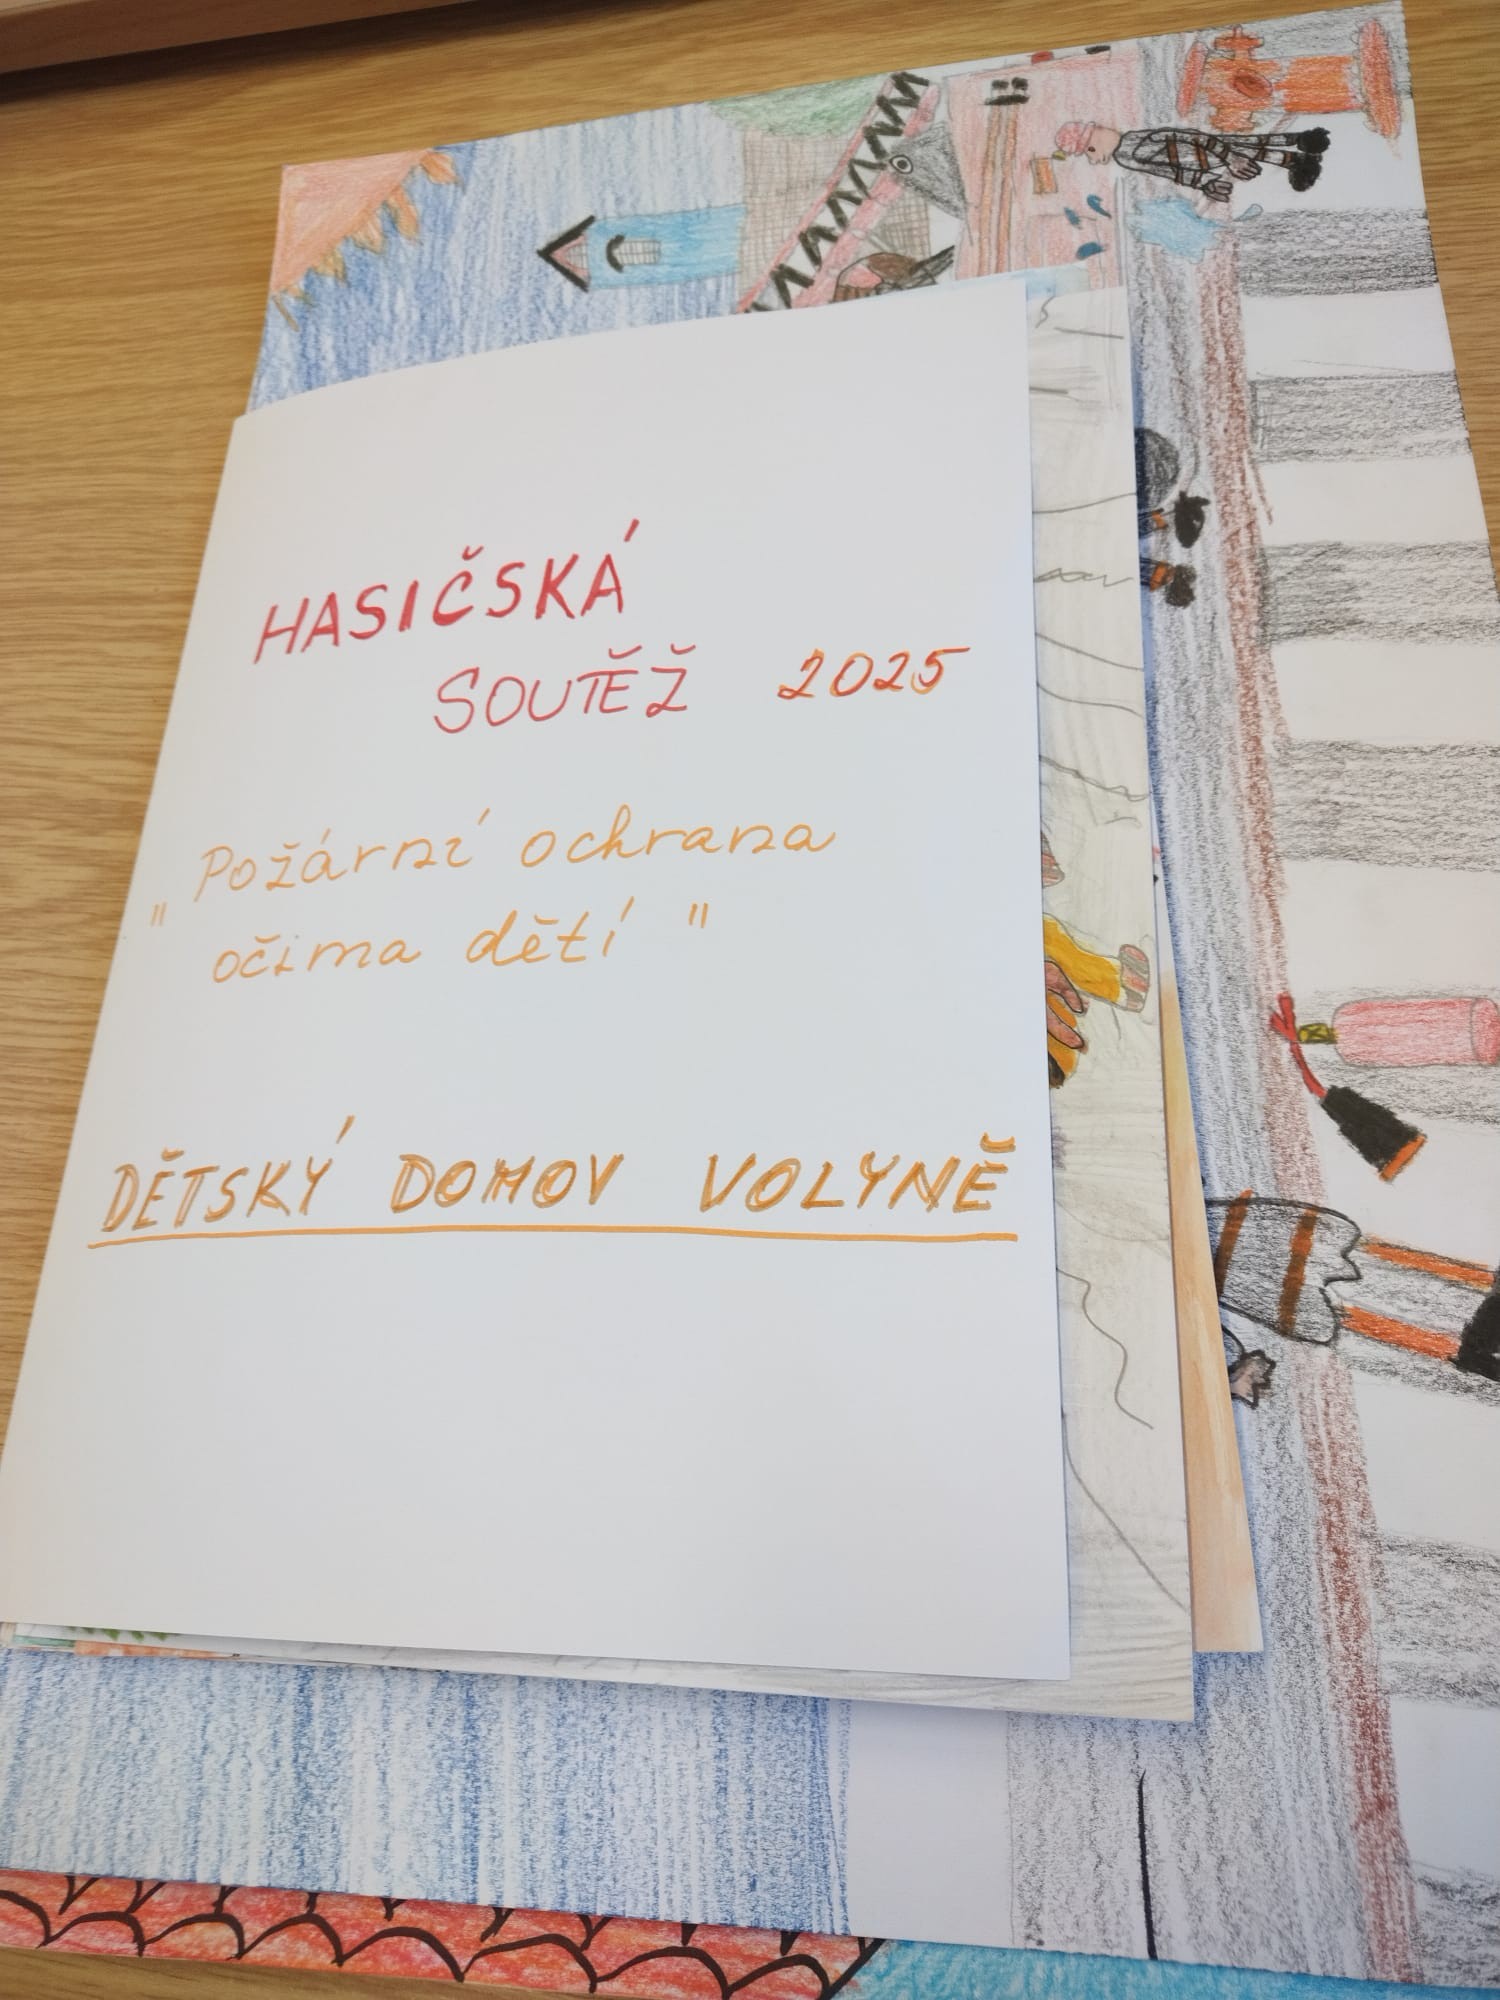 HASIČSKÁ
SOUTĚŽ 2025
Požární ochrana
" očima dětí "
DĚTSKÝ DOMOV VOLYNĚ